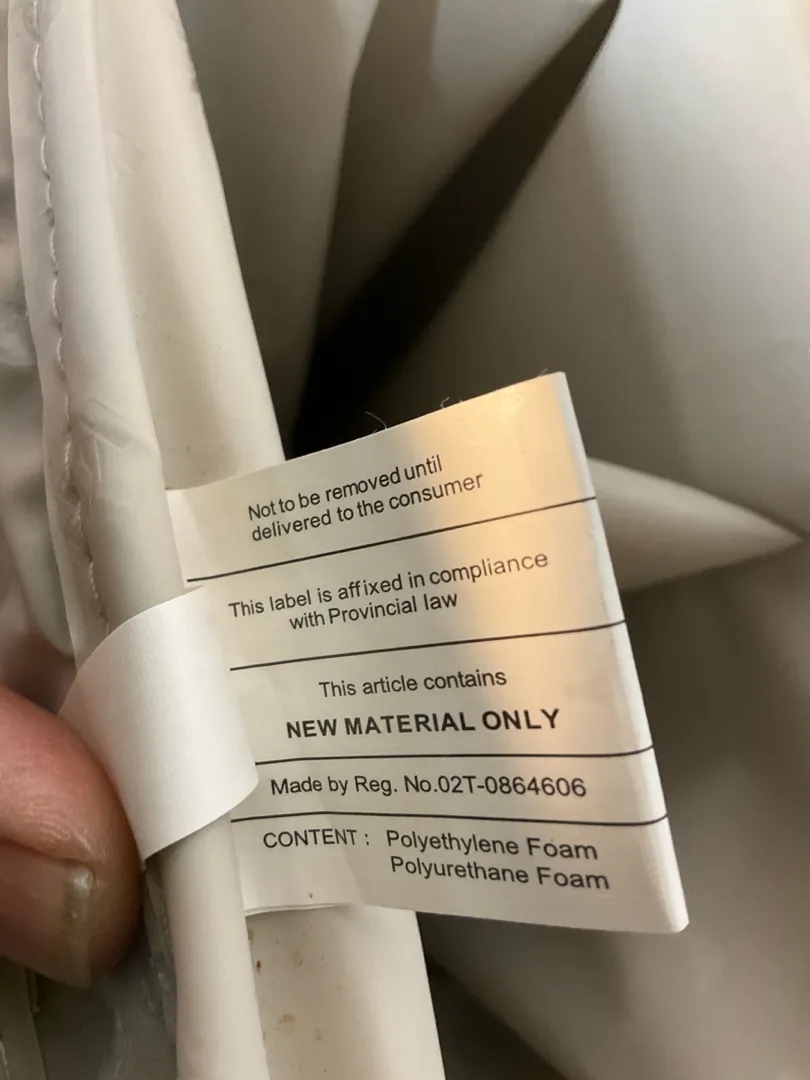 Not to be removed until
delivered to the consumer
This label is affixed in compliance
with Provincial law
This article contains
NEW MATERIAL ONLY
Made by Reg. No.02T-0864606
CONTENT : Polyethylene Foam
Polyurethane Foam